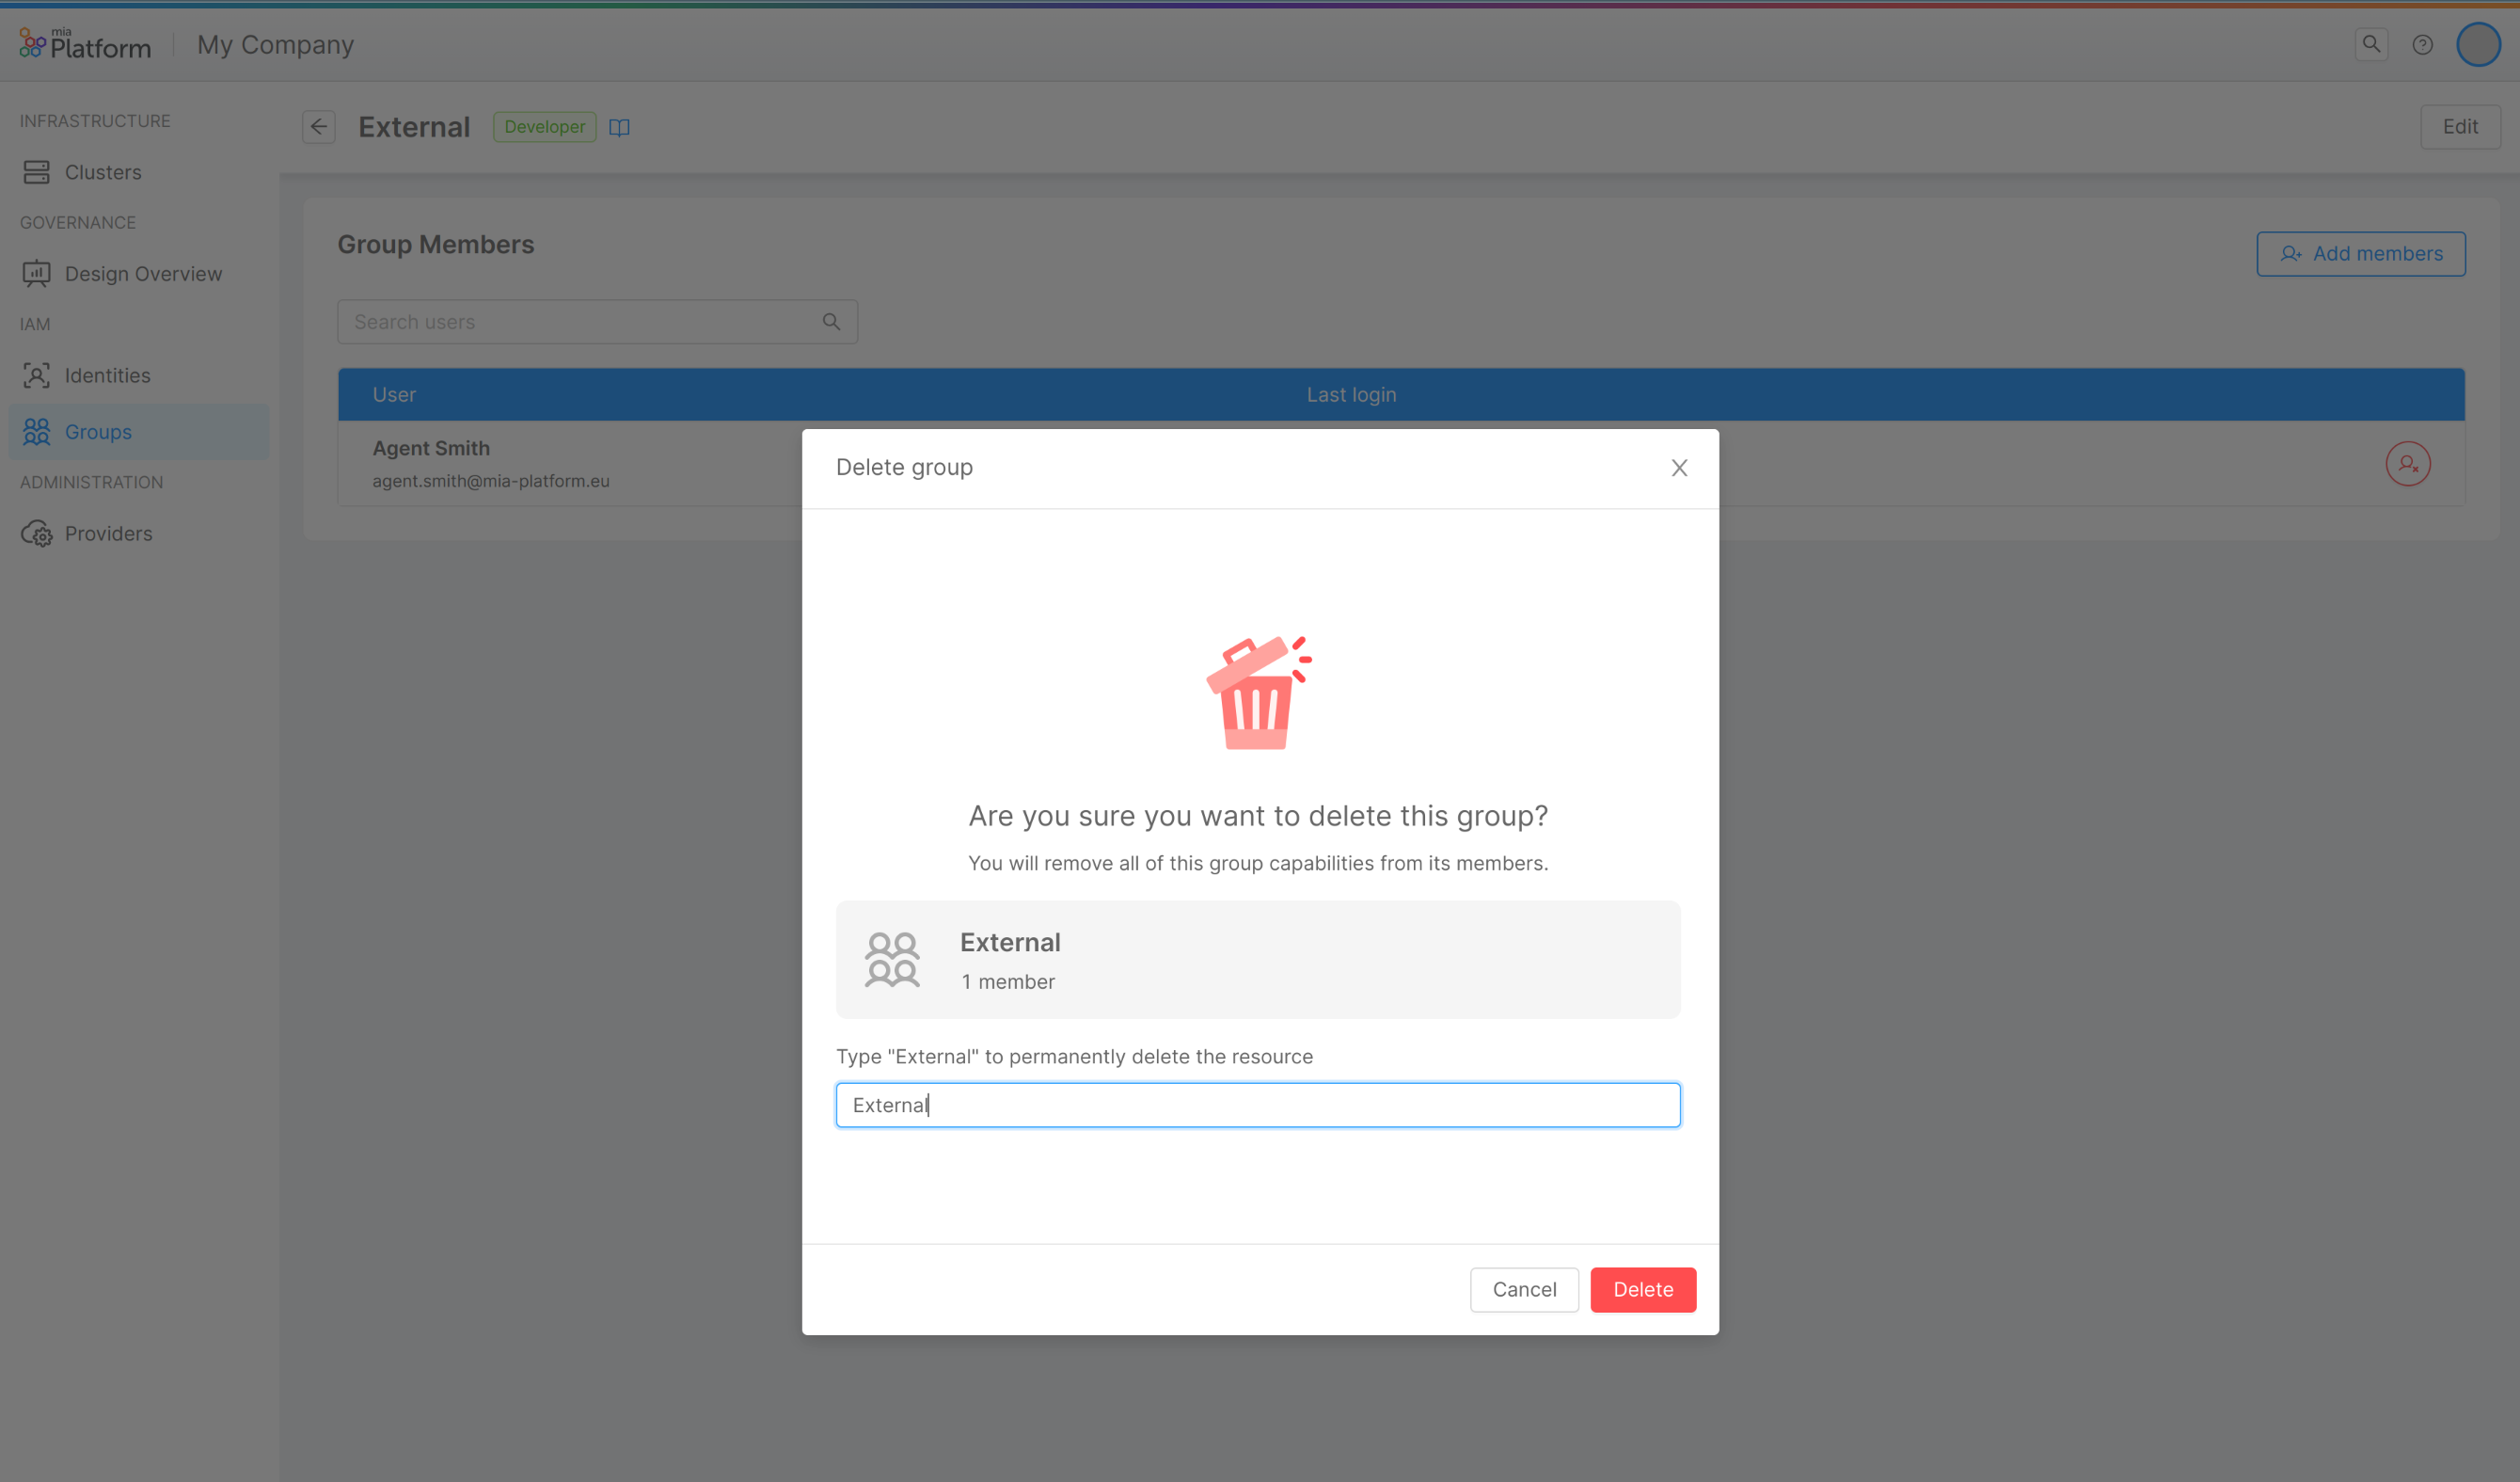 mia
Platform
My Company
INFRASTRUCTURE
Clusters
GOVERNANCE
Design Overview
IAM
Identities
Groups
ADMINISTRATION
Providers
External
Developer
Edit
Group Members
Add members
Search users
User
Last login
Agent Smith
agent.smith@mia-platform.eu
Delete group
Are you sure you want to delete this group?
You will remove all of this group capabilities from its members.
External
1 member
Type "External" to permanently delete the resource
External
Cancel
Delete